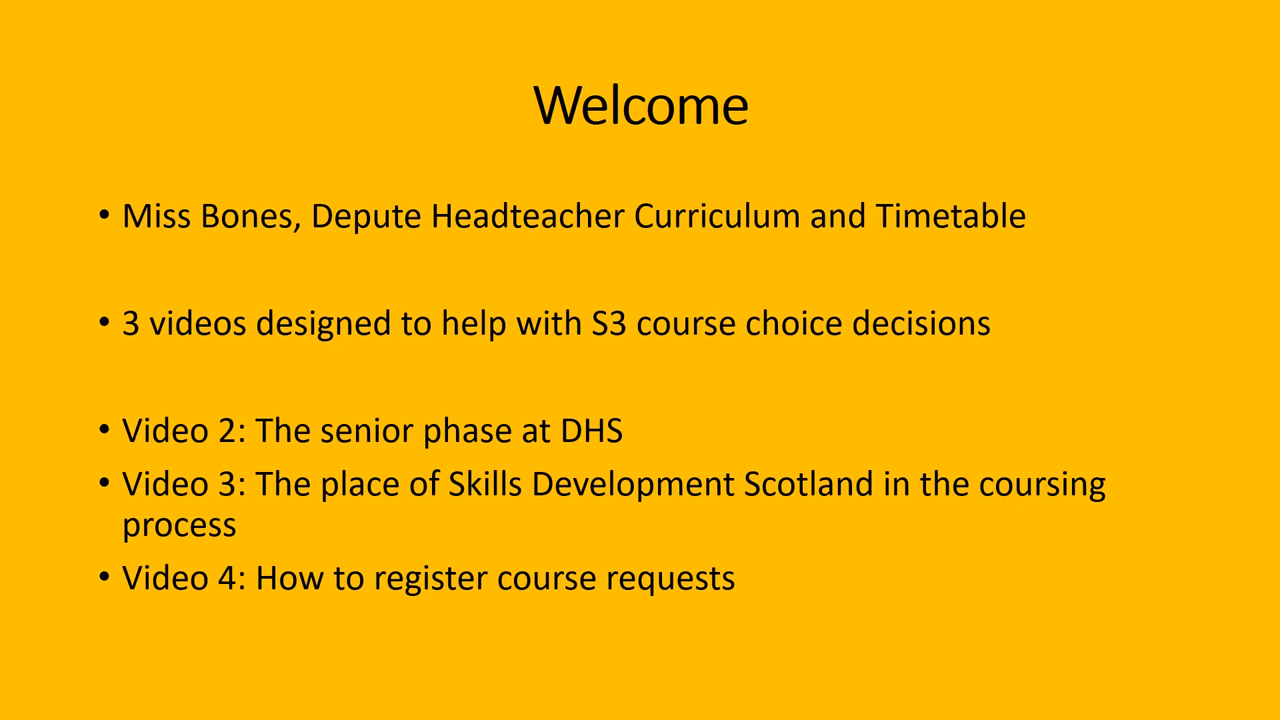 Welcome
• Miss Bones, Depute Headteacher Curriculum and Timetable
• 3 videos designed to help with S3 course choice decisions
• Video 2: The senior phase at DHS
• Video 3: The place of Skills Development Scotland in the coursing
process
• Video 4: How to register course requests